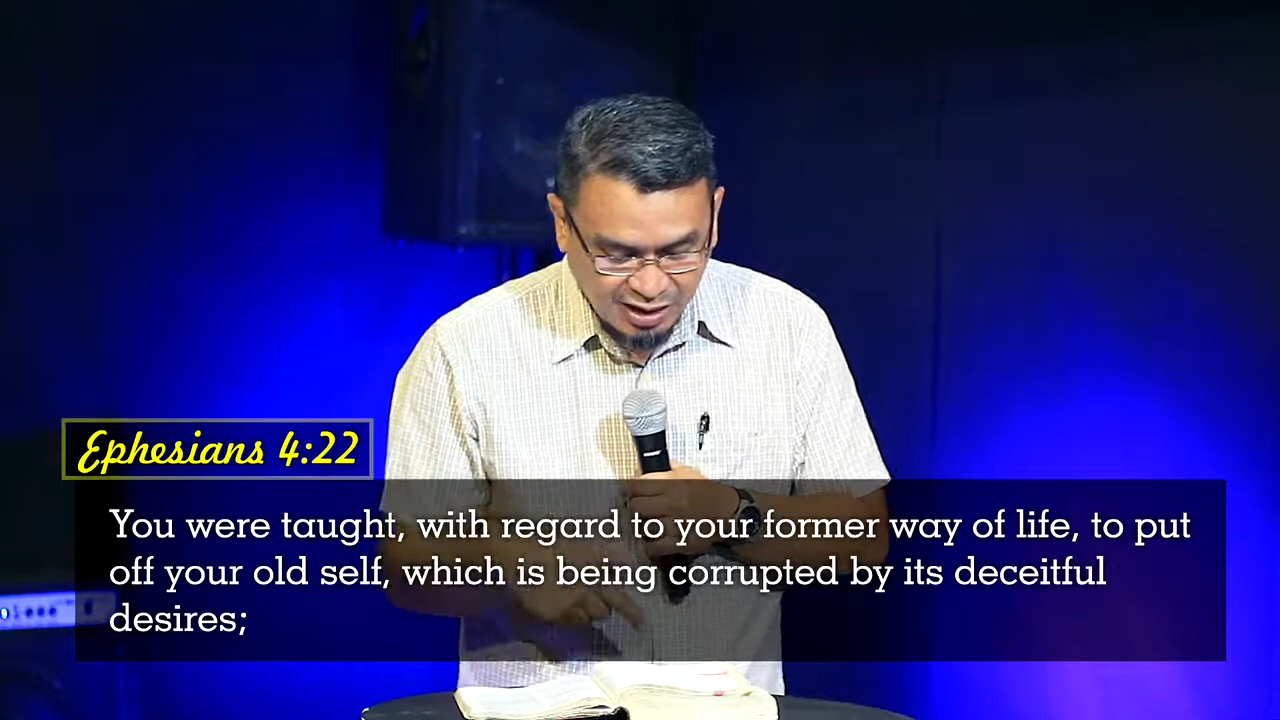 Ephesians 4:22
You were taught, with regard to your former way of life, to put
off your old self, which is being corrupted by its deceitful
desires;